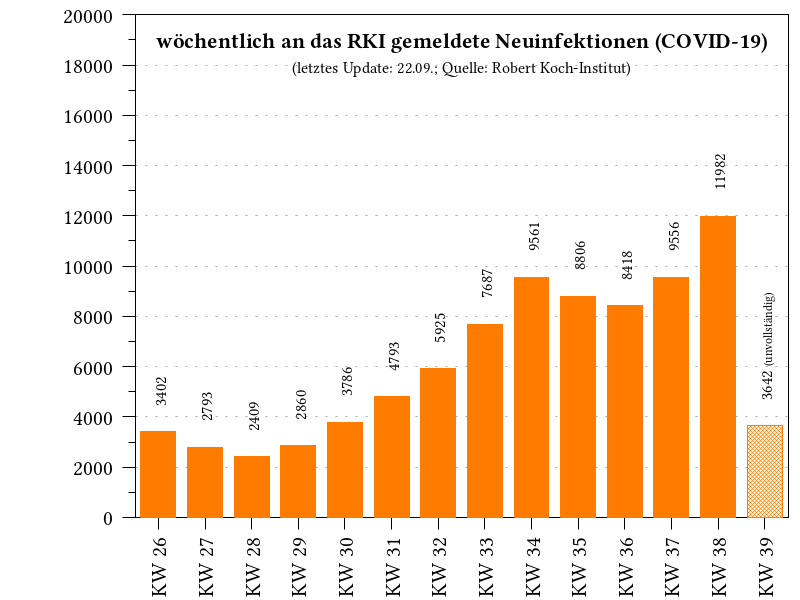 wöchentlich an das RKI gemeldete Neuinfektionen (COVID-19)
(letztes Update: 22.09.; Quelle: Robert Koch-Institut)
20000
18000
16000
14000
12000
10000
8000
6000
4000
2000
0
3402
2793
2409
2860
3786
4793
5925
7687
9561
8806
8418
9556
11982
3642 (unvollständig)
KW 26
KW 27
KW 28
KW 29
KW 30
KW 31
KW 32
KW 33
KW 34
KW 35
KW 36
KW 37
KW 38
KW 39